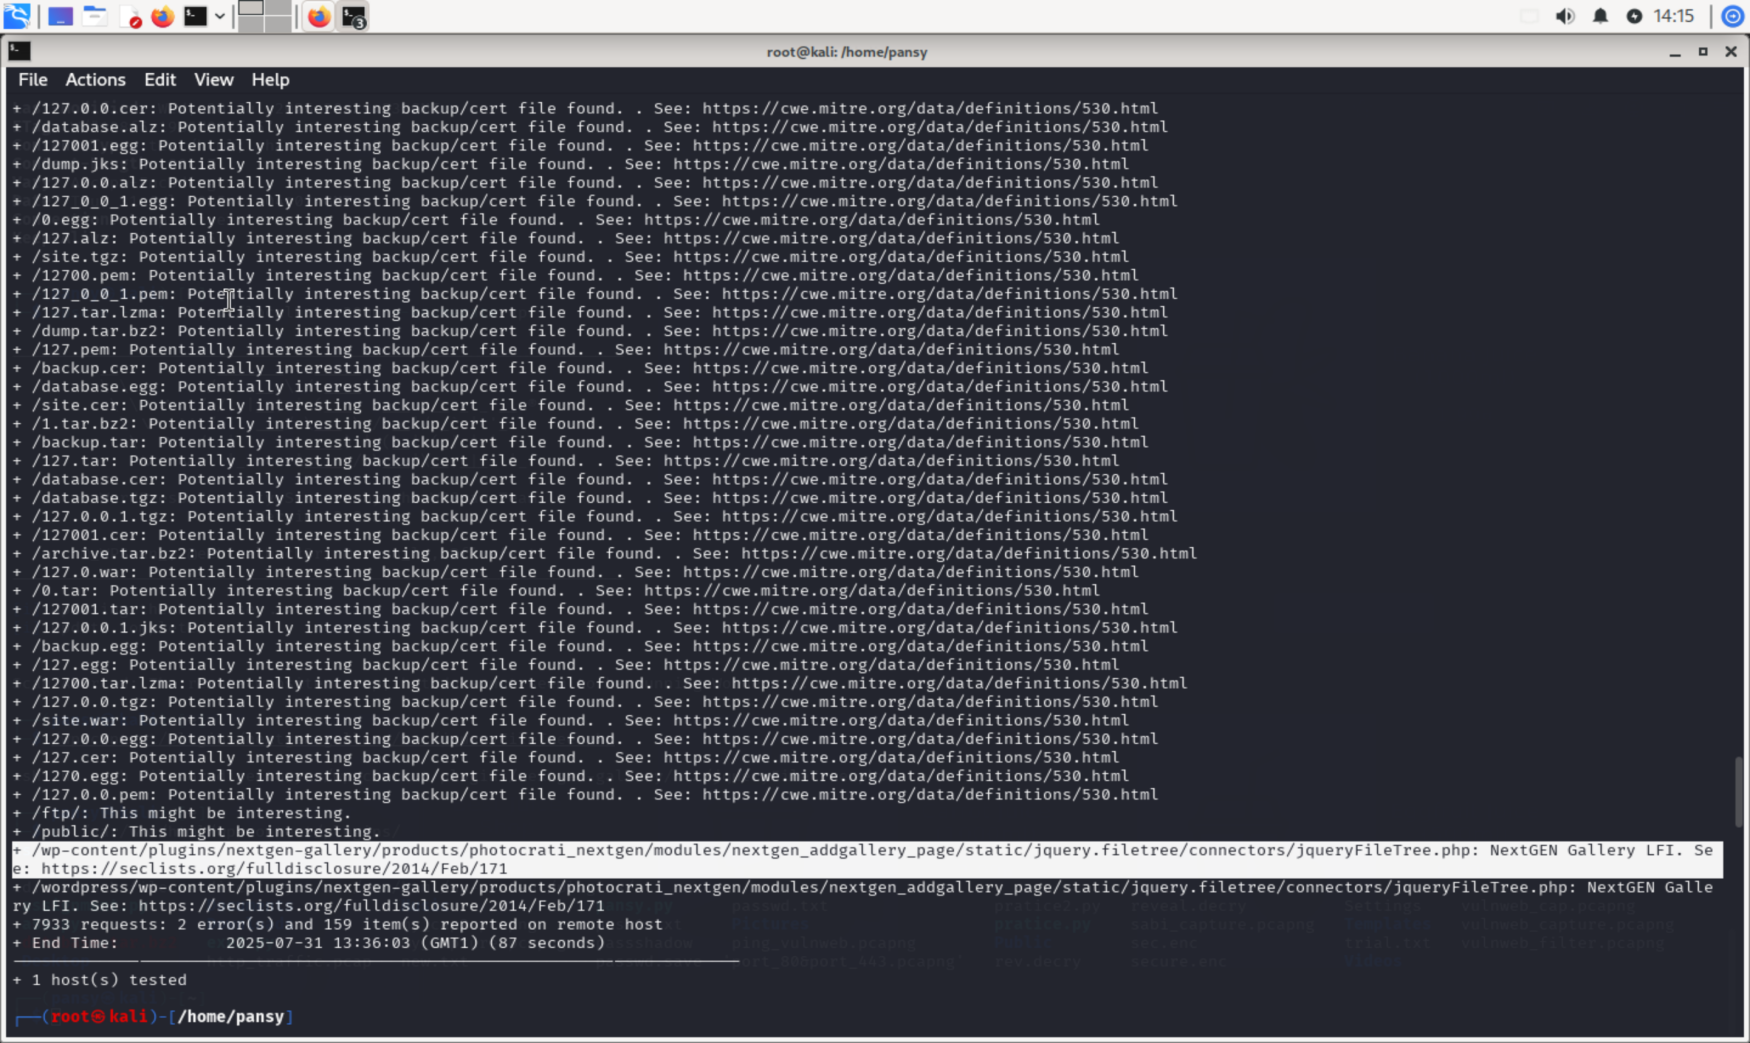 3
14:15
root@kali: /home/pansy
File Actions Edit View Help
+ /127.0.0.cer: Potentially interesting backup/cert file found. . See: https://cwe.mitre.org/data/definitions/530.html
+ /database.alz: Potentially interesting backup/cert file found. . See: https://cwe.mitre.org/data/definitions/530.html
+ /127001.egg: Potentially interesting backup/cert file found. . See: https://cwe.mitre.org/data/definitions/530.html
+ /dump.jks: Potentially interesting backup/cert file found. . See: https://cwe.mitre.org/data/definitions/530.html
+ /127.0.0.alz: Potentially interesting backup/cert file found. . See: https://cwe.mitre.org/data/definitions/530.html
+ /127_0_0_1.egg: Potentially interesting backup/cert file found. . See: https://cwe.mitre.org/data/definitions/530.html
+ /0.egg: Potentially interesting backup/cert file found. . See: https://cwe.mitre.org/data/definitions/530.html
+ /127.alz: Potentially interesting backup/cert file found. . See: https://cwe.mitre.org/data/definitions/530.html
+ /site.tgz: Potentially interesting backup/cert file found. . See: https://cwe.mitre.org/data/definitions/530.html
+ /12700.pem: Potentially interesting backup/cert file found. . See: https://cwe.mitre.org/data/definitions/530.html
+ /127_0_0_1.pem: Potentially interesting backup/cert file found. . See: https://cwe.mitre.org/data/definitions/530.html
+ /127.tar.lzma: Potentially interesting backup/cert file found. . See: https://cwe.mitre.org/data/definitions/530.html
+ /dump.tar.bz2: Potentially interesting backup/cert file found. . See: https://cwe.mitre.org/data/definitions/530.html
+ /127.pem: Potentially interesting backup/cert file found. . See: https://cwe.mitre.org/data/definitions/530.html
+ /backup.cer: Potentially interesting backup/cert file found. . See: https://cwe.mitre.org/data/definitions/530.html
+ /database.egg: Potentially interesting backup/cert file found. . See: https://cwe.mitre.org/data/definitions/530.html
+ /site.cer: Potentially interesting backup/cert file found. . See: https://cwe.mitre.org/data/definitions/530.html
+ /1.tar.bz2: Potentially interesting backup/cert file found. . See: https://cwe.mitre.org/data/definitions/530.html
+ /backup.tar: Potentially interesting backup/cert file found. . See: https://cwe.mitre.org/data/definitions/530.html
+ /127.tar: Potentially interesting backup/cert file found. . See: https://cwe.mitre.org/data/definitions/530.html
+ /database.cer: Potentially interesting backup/cert file found. . See: https://cwe.mitre.org/data/definitions/530.html
+ /database.tgz: Potentially interesting backup/cert file found. . See: https://cwe.mitre.org/data/definitions/530.html
+ /127.0.0.1.tgz: Potentially interesting backup/cert file found. . See: https://cwe.mitre.org/data/definitions/530.html
+ /127001.cer: Potentially interesting backup/cert file found. . See: https://cwe.mitre.org/data/definitions/530.html
+ /archive.tar.bz2: Potentially interesting backup/cert file found. . See: https://cwe.mitre.org/data/definitions/530.html
+ /127.0.war: Potentially interesting backup/cert file found. . See: https://cwe.mitre.org/data/definitions/530.html
+ /0.tar: Potentially interesting backup/cert file found. . See: https://cwe.mitre.org/data/definitions/530.html
+ /127001.tar: Potentially interesting backup/cert file found. . See: https://cwe.mitre.org/data/definitions/530.html
+ /127.0.0.1.jks: Potentially interesting backup/cert file found. . See: https://cwe.mitre.org/data/definitions/530.html
+ /backup.egg: Potentially interesting backup/cert file found. . See: https://cwe.mitre.org/data/definitions/530.html
+ /127.egg: Potentially interesting backup/cert file found. . See: https://cwe.mitre.org/data/definitions/530.html
+ /12700.tar.lzma: Potentially interesting backup/cert file found. . See: https://cwe.mitre.org/data/definitions/530.html
+ /127.0.0.tgz: Potentially interesting backup/cert file found. . See: https://cwe.mitre.org/data/definitions/530.html
+ /site.war: Potentially interesting backup/cert file found. . See: https://cwe.mitre.org/data/definitions/530.html
+ /127.0.0.egg: Potentially interesting backup/cert file found. . See: https://cwe.mitre.org/data/definitions/530.html
+ /127.cer: Potentially interesting backup/cert file found. . See: https://cwe.mitre.org/data/definitions/530.html
+ /1270.egg: Potentially interesting backup/cert file found. . See: https://cwe.mitre.org/data/definitions/530.html
+ /127.0.0.pem: Potentially interesting backup/cert file found. . See: https://cwe.mitre.org/data/definitions/530.html
+ /ftp/: This might be interesting.
+ /public/: This might be interesting.
+ /wp-content/plugins/nextgen-gallery/products/photocrati_nextgen/modules/nextgen_addgallery_page/static/jquery.filetree/connectors/jqueryFileTree.php: NextGEN Gallery LFI. Se
e: https://seclists.org/fulldisclosure/2014/Feb/171
+ /wordpress/wp-content/plugins/nextgen-gallery/products/photocrati_nextgen/modules/nextgen_addgallery_page/static/jquery.filetree/connectors/jqueryFileTree.php: NextGEN Galle
ry LFI. See: https://seclists.org/fulldisclosure/2014/Feb/171
+ 7933 requests: 2 error(s) and 159 item(s) reported on remote host
+ End Time: 2025-07-31 13:36:03 (GMT1) (87 seconds)
+ 1 host(s) tested
(root㉿kali)-[/home/pansy]